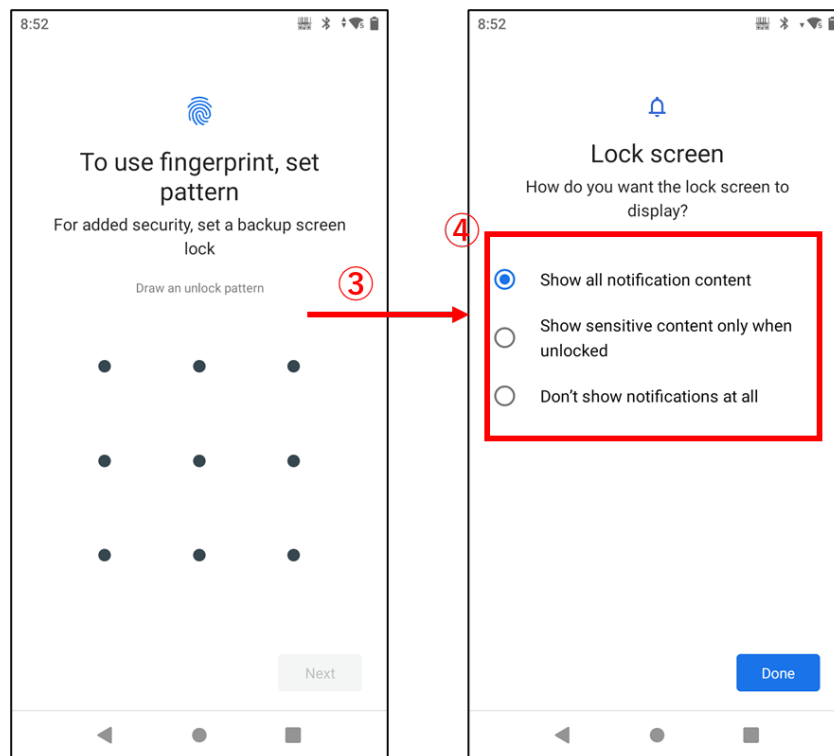 8:52
To use fingerprint, set
pattern
For added security, set a backup screen
lock
Draw an unlock pattern
Next
③
8:52
Lock screen
How do you want the lock screen to
display?
④
Show all notification content
Show sensitive content only when
unlocked
Don't show notifications at all
Done